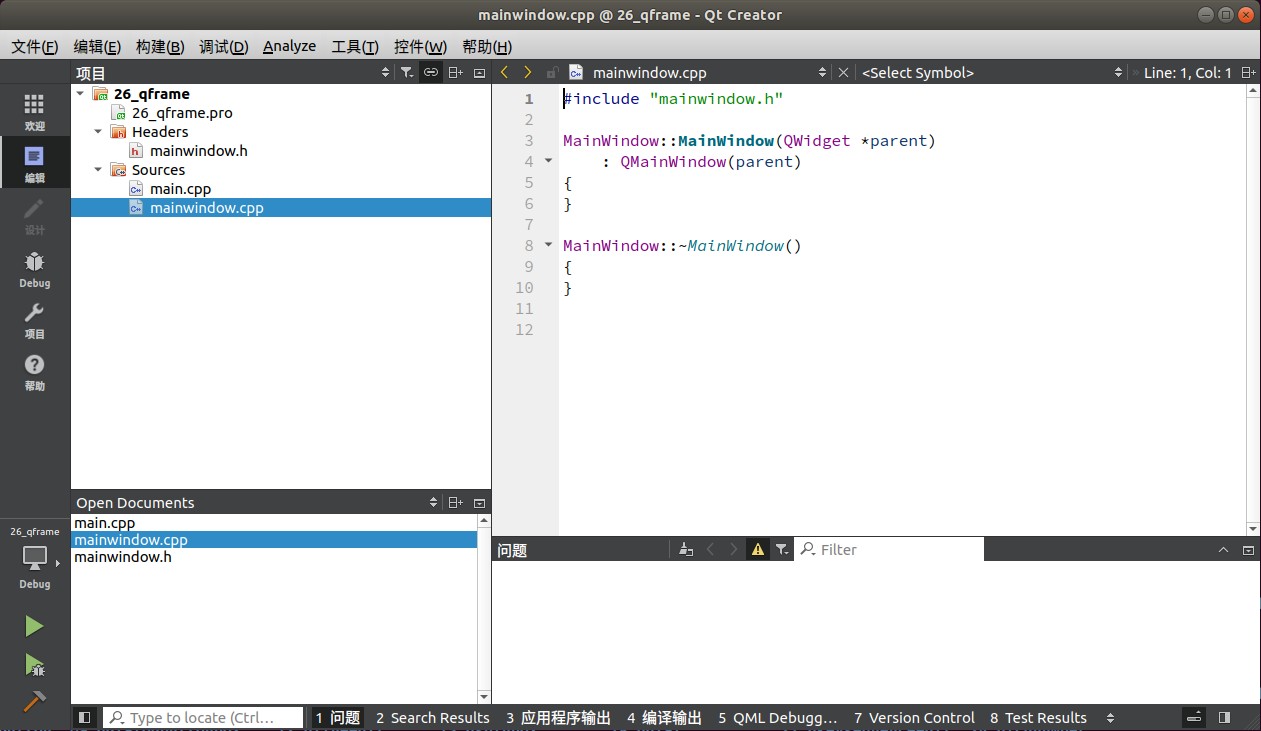 mainwindow.cpp @ 26_qframe - Qt Creator
文件(F) 编辑(E) 构建(B) 调试(D) Analyze 工具(T) 控件(W) 帮助(H)
项目
mainwindow.cpp <Select Symbol> Line: 1, Col: 1
欢迎
编辑
设计
Debug
项目
帮助
26_qframe
26_qframe.pro
Headers
mainwindow.h
Sources
main.cpp
mainwindow.cpp
1 #include "mainwindow.h"
2
3 MainWindow::MainWindow(QWidget *parent)
4 : QMainWindow(parent)
5 {
6 }
7
8 MainWindow::~MainWindow()
9 {
10 }
11
12
Open Documents
main.cpp
mainwindow.cpp
mainwindow.h
26_qframe
Debug
问题 Filter
Type to locate (Ctrl... 1 问题 2 Search Results 3 应用程序输出 4 编译输出 5 QML Debugg... 7 Version Control 8 Test Results